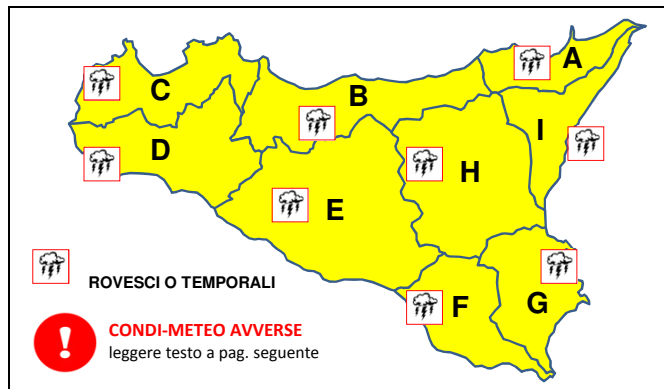 A
C
B
I
D
H
E
F
G
ROVESCI O TEMPORALI
CONDI-METEO AVVERSE
leggere testo a pag. seguente